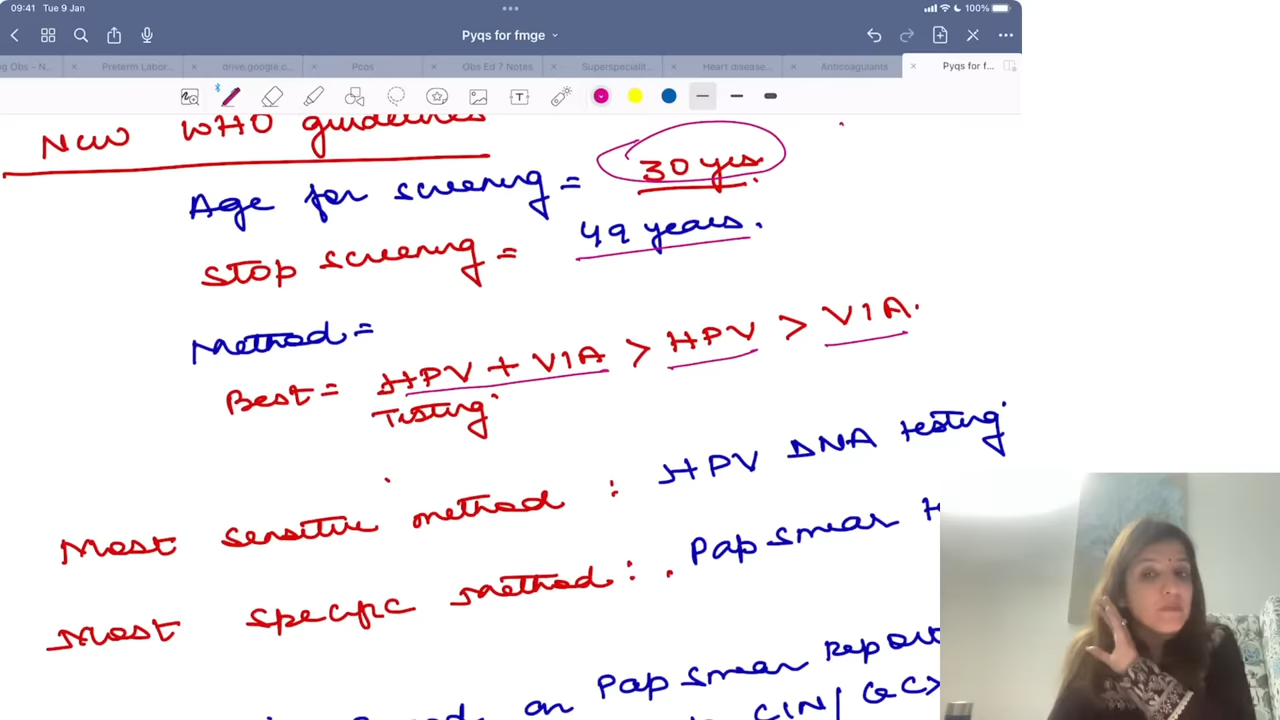 09:41 Tue 9 Jan
100%
Pyqs for fmge
g Obs - N...
Preterm Labor...
drive.google.c...
Pcos
Obs Ed 7 Notes
Superspecialit...
Heart disease...
Anticoagulants
Pyqs for f...
New WHO guidelines
Age for screening = 30 yrs.
Stop screening = 49 years.
Method =
Best = HPV + VIA > HPV > VIA.
Testing
Most sensitive method : HPV DNA testing
Most specific method : Pap smear
on Pap smear Report
CIN/